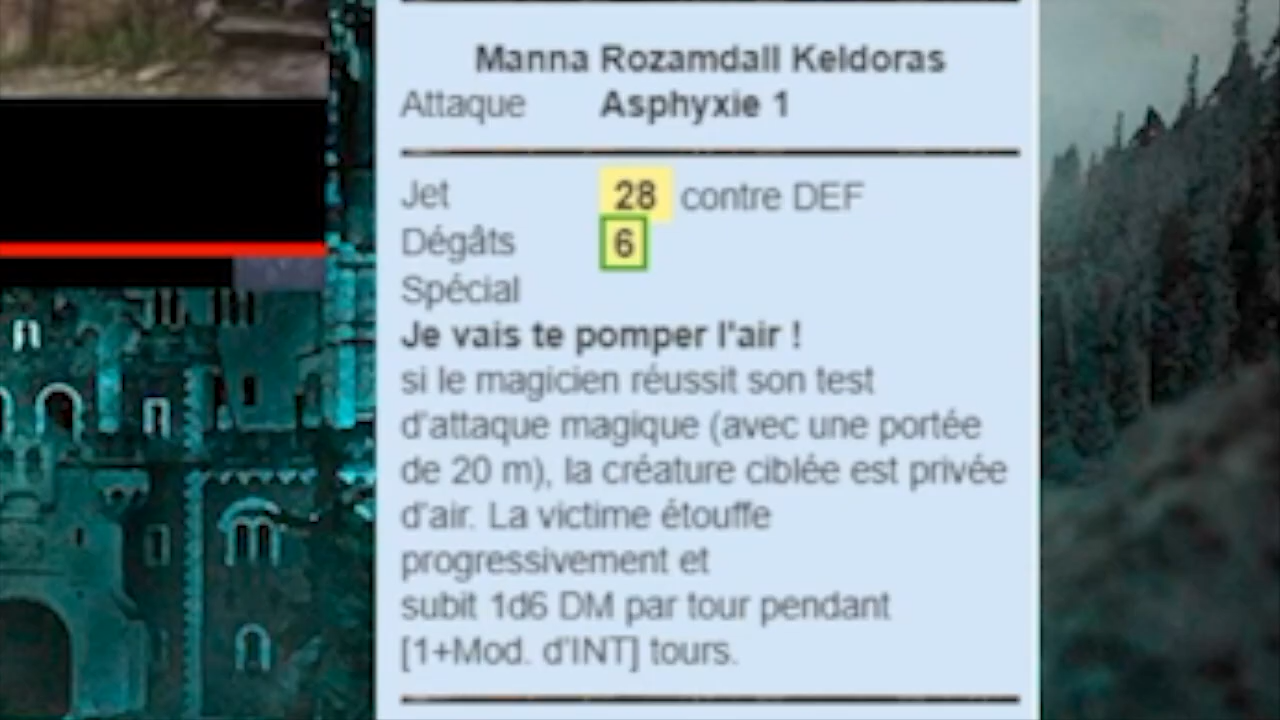 Manna Rozamdall Keldoras
Attaque Asphyxie 1
Jet 28 contre DEF
Dégâts 6
Spécial
Je vais te pomper l'air !
si le magicien réussit son test
d'attaque magique (avec une portée
de 20 m), la créature ciblée est privée
d'air. La victime étouffe
progressivement et
subit 1d6 DM par tour pendant
[1+Mod. d'INT] tours.